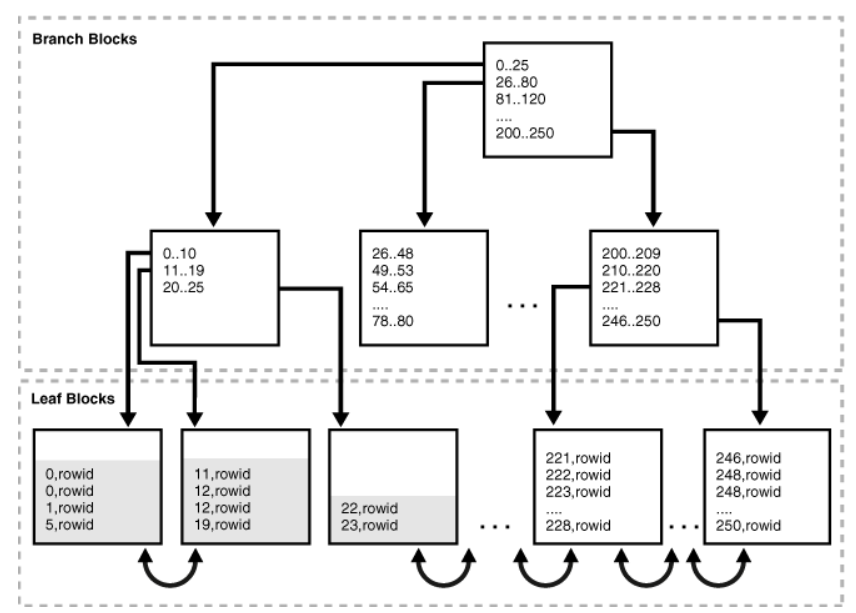 Branch Blocks
0..25
26..80
81..120
....
200..250
0..10
11..19
20..25
26..48
49..53
54..65
....
78..80
...
200..209
210..220
221..228
....
246..250
Leaf Blocks
0,rowid
0,rowid
1,rowid
5,rowid
11,rowid
12,rowid
12,rowid
19,rowid
22,rowid
23,rowid
...
221,rowid
222,rowid
223,rowid
....
228,rowid
...
246,rowid
248,rowid
248,rowid
....
250,rowid